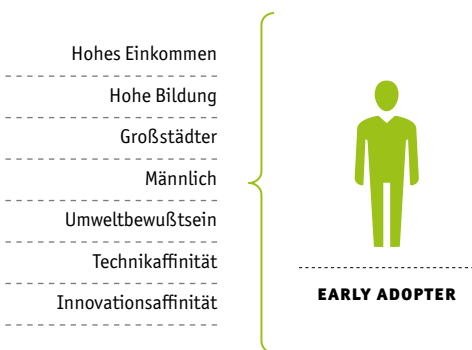 Hohes Einkommen
Hohe Bildung
Großstädter
Männlich
Umweltbewußtsein
Technikaffinität
Innovationsaffinität
EARLY ADOPTER